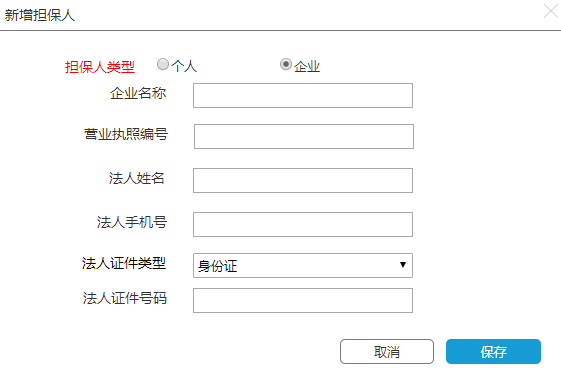 新增担保人
担保人类型 个人 企业
企业名称
营业执照编号
法人姓名
法人手机号
法人证件类型 身份证
法人证件号码
取消 保存